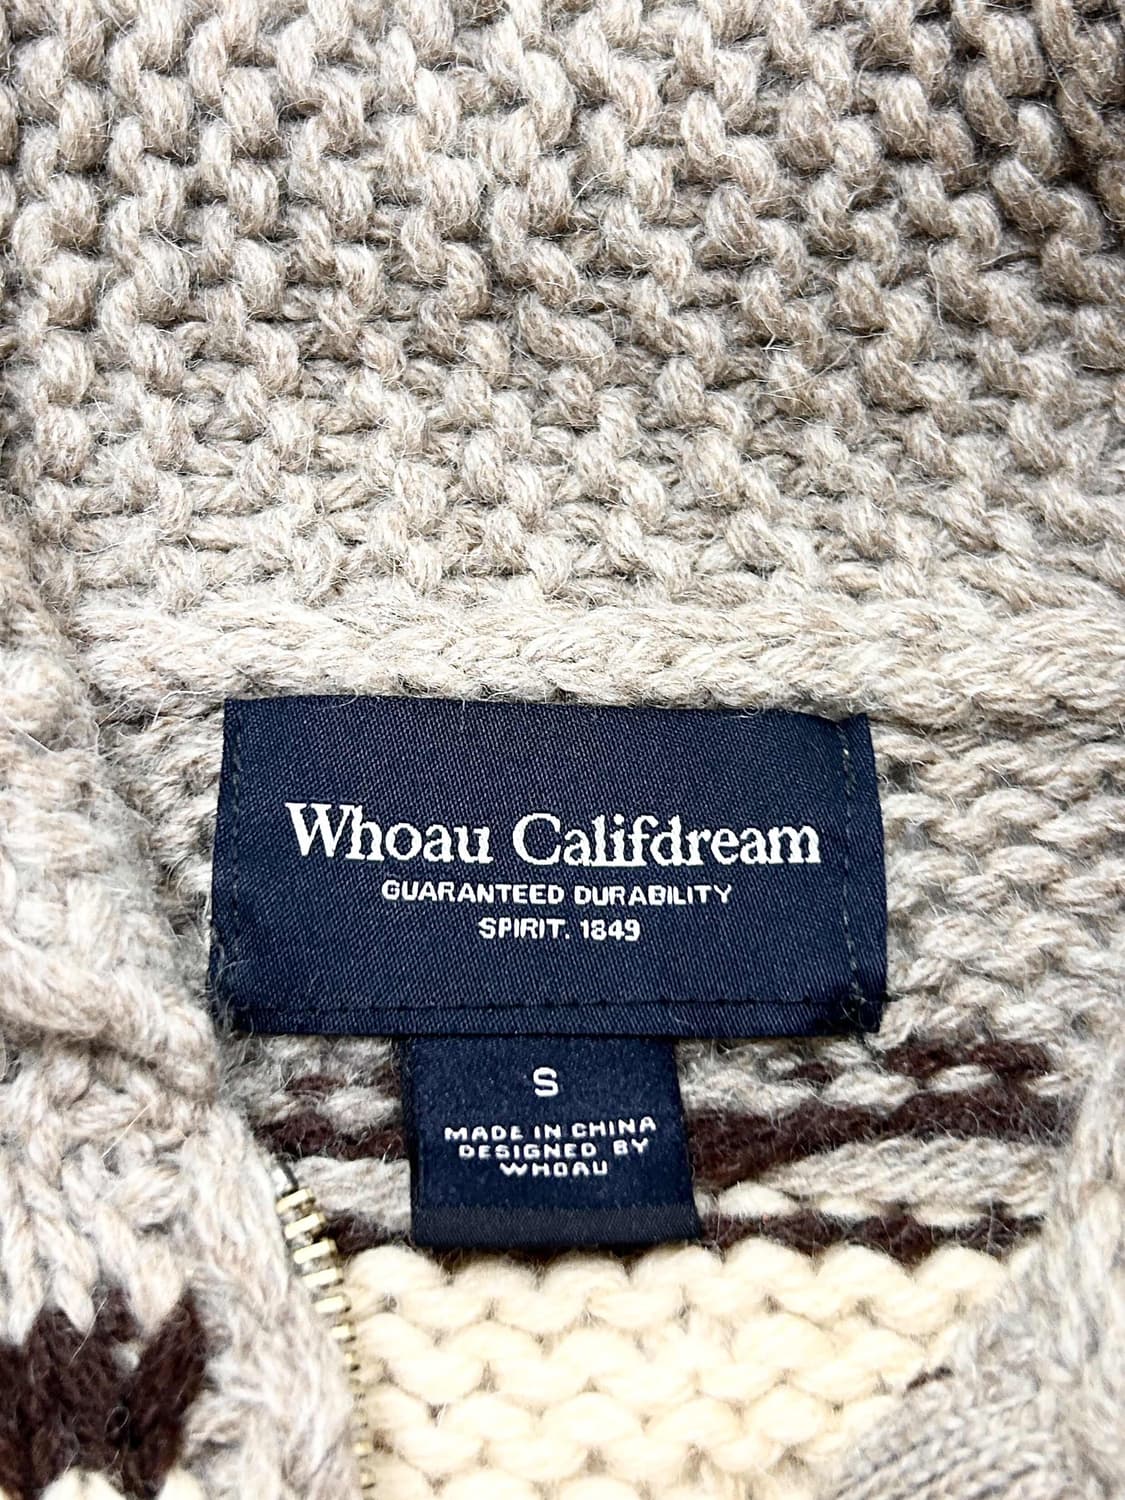 Whoau Califdream
GUARANTEED DURABILITY
SPIRIT. 1849
S
MADE IN CHINA
DESIGNED BY
WHOAU